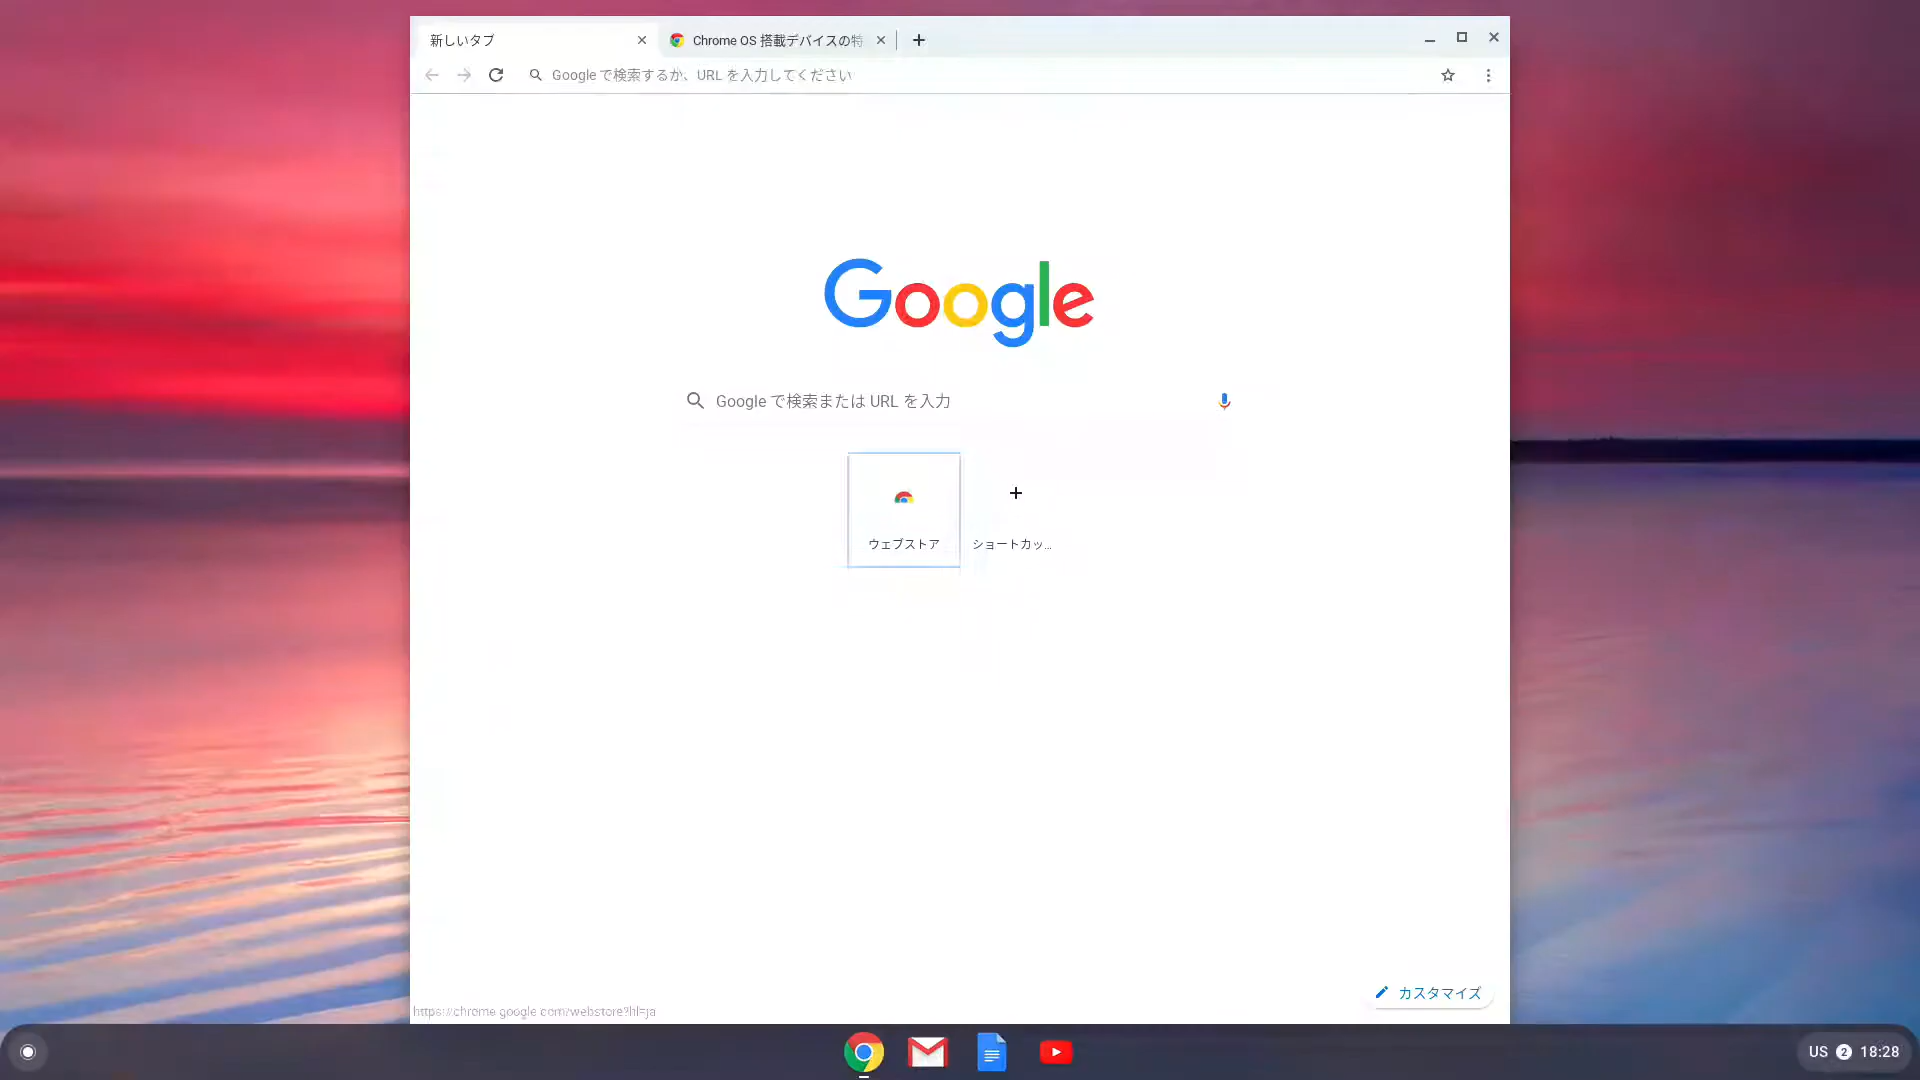 新しいタブ
Chrome OS 搭載デバイスの特
Google で検索するか、URL を入力してください
Google
Google で検索または URL を入力
ウェブストア
ショートカッ...
カスタマイズ
https://chrome.google.com/webstore?hl=ja
US 2 18:28